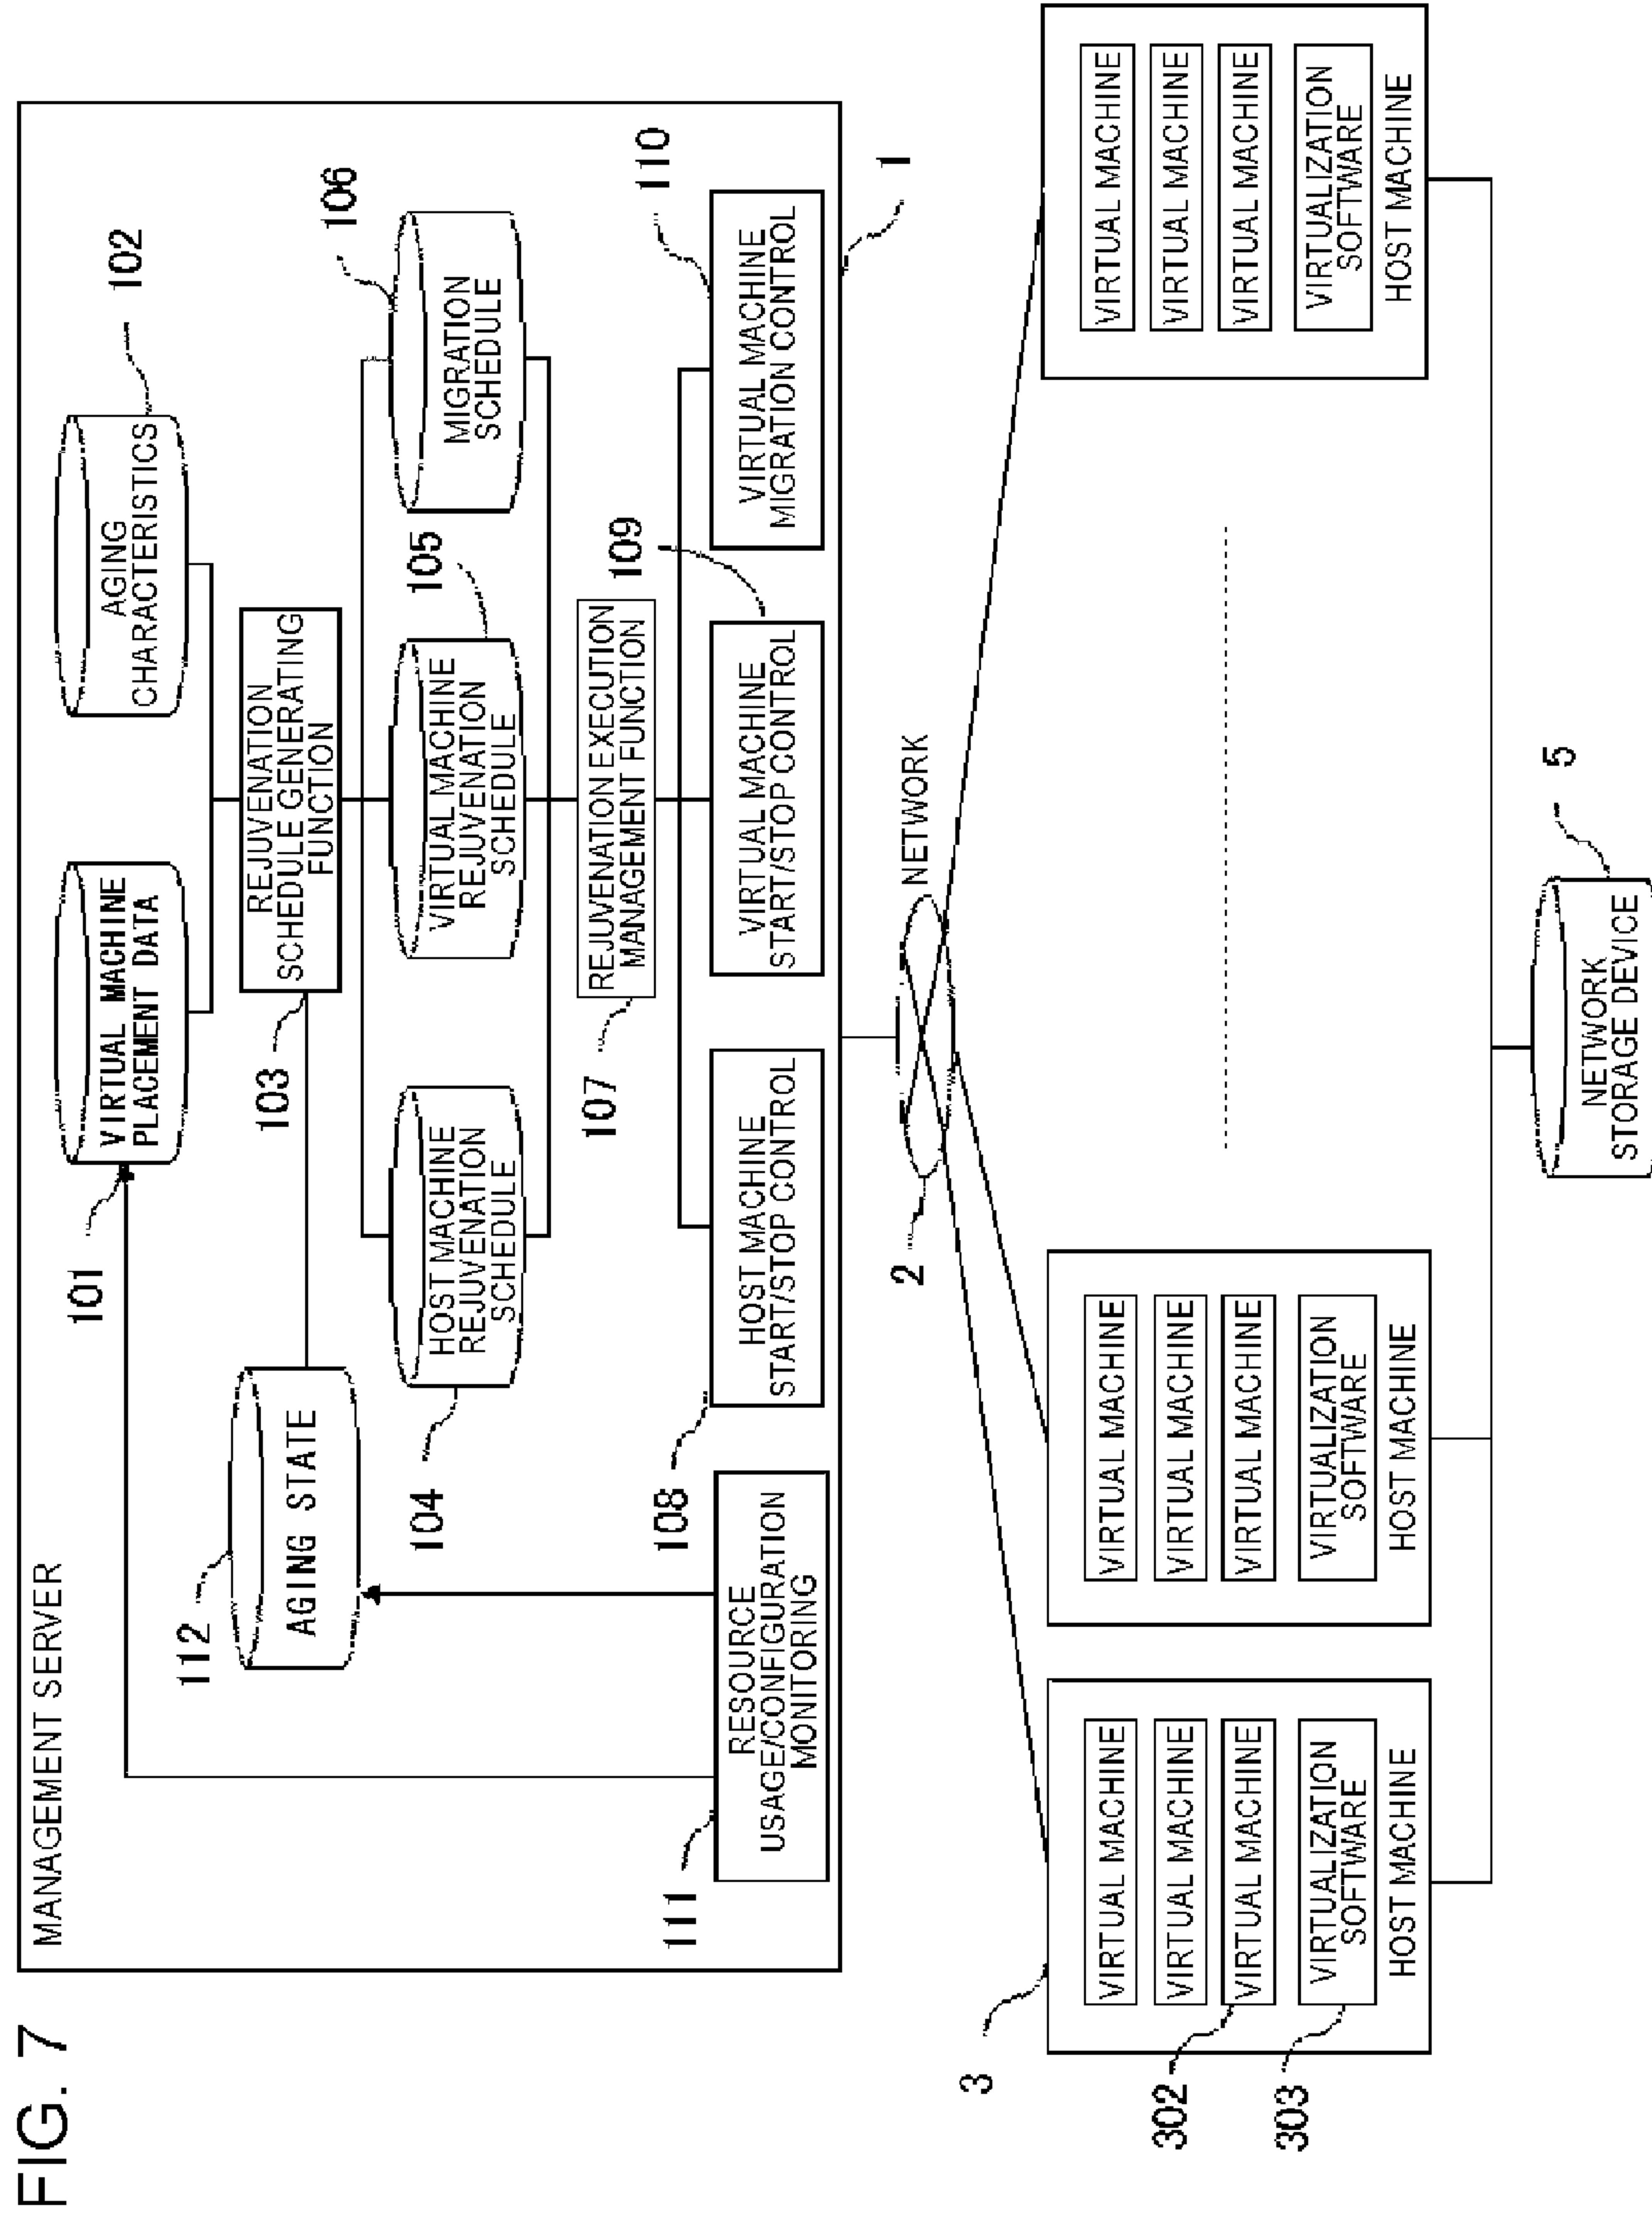 FIG. 7
MANAGEMENT SERVER
101
VIRTUAL MACHINE
PLACEMENT DATA
102
AGING
CHARACTERISTICS
112
AGING STATE
103
REJUVENATION
SCHEDULE GENERATING
FUNCTION
104
HOST MACHINE
REJUVENATION
SCHEDULE
105
VIRTUAL MACHINE
REJUVENATION
SCHEDULE
106
MIGRATION
SCHEDULE
107
REJUVENATION EXECUTION
MANAGEMENT FUNCTION
111
RESOURCE
USAGE/CONFIGURATION
MONITORING
108
HOST MACHINE
START/STOP CONTROL
109
VIRTUAL MACHINE
START/STOP CONTROL
110
VIRTUAL MACHINE
MIGRATION CONTROL
1
2
NETWORK
3
VIRTUAL MACHINE
VIRTUAL MACHINE
302
VIRTUAL MACHINE
303
VIRTUALIZATION
SOFTWARE
HOST MACHINE
VIRTUAL MACHINE
VIRTUAL MACHINE
VIRTUAL MACHINE
VIRTUALIZATION
SOFTWARE
HOST MACHINE
VIRTUAL MACHINE
VIRTUAL MACHINE
VIRTUAL MACHINE
VIRTUALIZATION
SOFTWARE
HOST MACHINE
5
NETWORK
STORAGE DEVICE